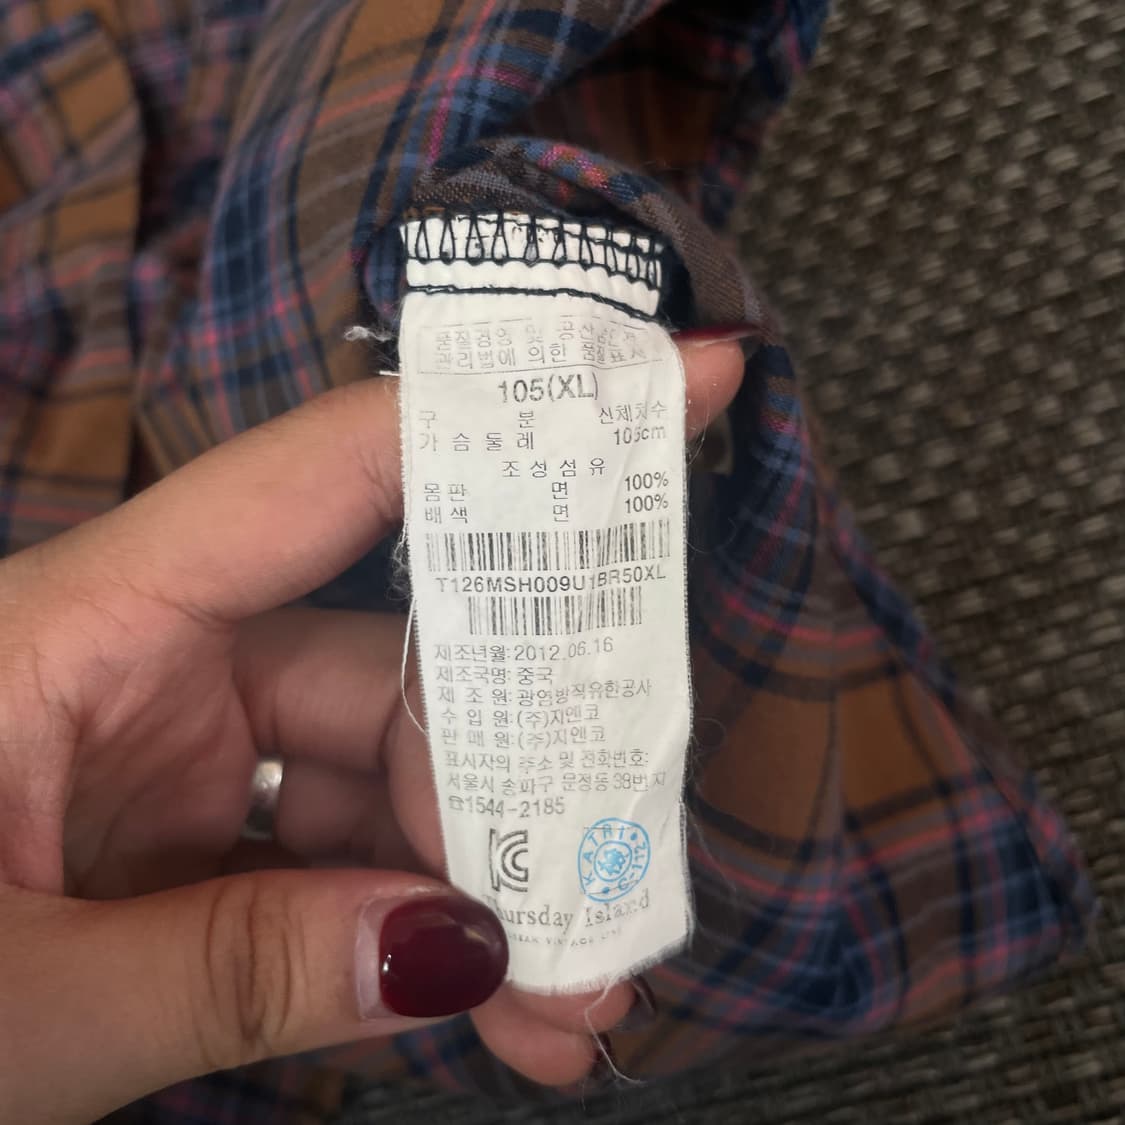 품질경영 및 공산품안전
관리법에 의한 품질표시
105(XL)
구 분 신체치수
가 슴 둘 레 105cm
조 성 섬 유
몸 판 면 100%
배 색 면 100%
T126MSH009U1BR50XL
제조년월:2012.06.16
제조국명:중국
제 조 원:광염방직유한공사
수 입 원:(주)지엔코
판 매 원:(주)지엔코
표시자의 주소 및 전화번호:
서울시 송파구 문정동 38번지
☎1544-2185
KC
KATRI
C-112
Thursday Island